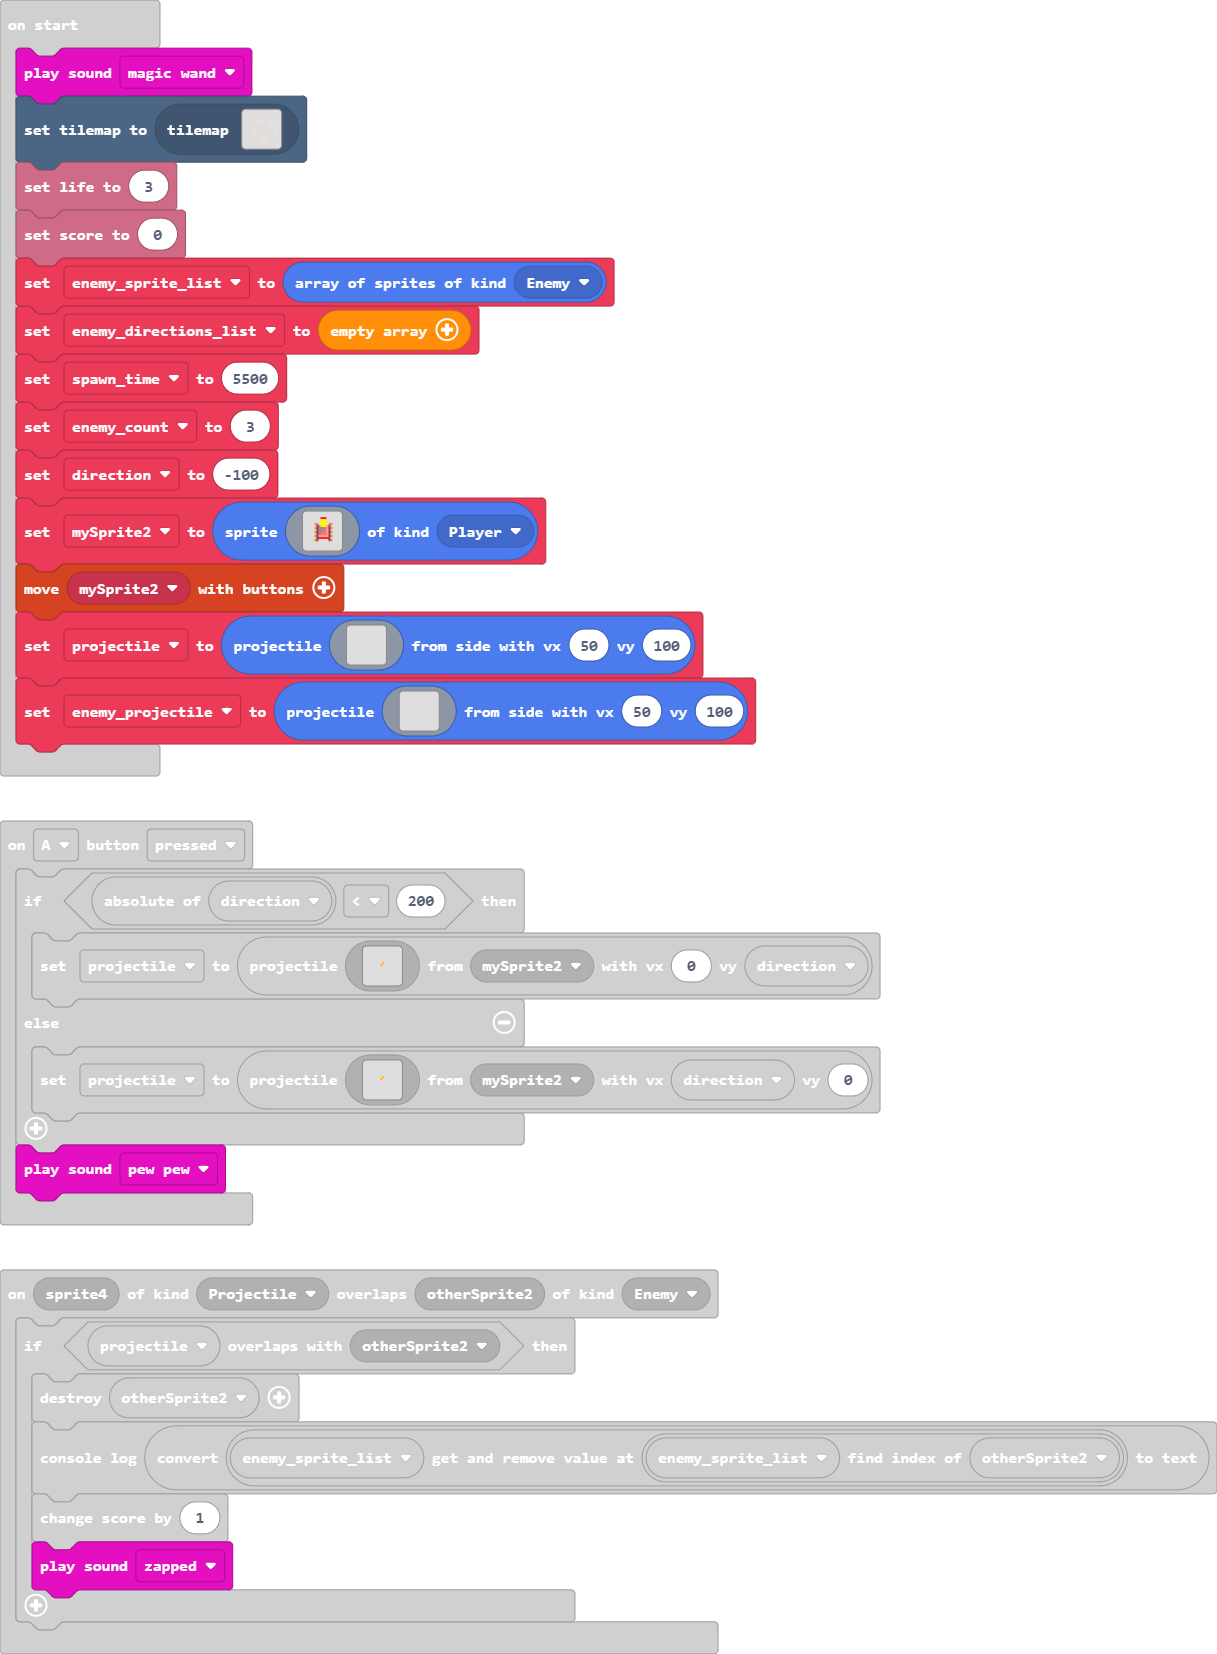 on start
play sound magic wand
set tilemap to tilemap
set life to 3
set score to 0
set enemy_sprite_list to array of sprites of kind Enemy
set enemy_directions_list to empty array
set spawn_time to 5500
set enemy_count to 3
set direction to -100
set mySprite2 to sprite of kind Player
move mySprite2 with buttons
set projectile to projectile from side with vx 50 vy 100
set enemy_projectile to projectile from side with vx 50 vy 100
on A button pressed
if absolute of direction < 200 then
set projectile to projectile from mySprite2 with vx 0 vy direction
else
set projectile to projectile from mySprite2 with vx direction vy 0
play sound pew pew
on sprite4 of kind Projectile overlaps otherSprite2 of kind Enemy
if projectile overlaps with otherSprite2 then
destroy otherSprite2
console log convert enemy_sprite_list get and remove value at enemy_sprite_list find index of otherSprite2 to text
change score by 1
play sound zapped